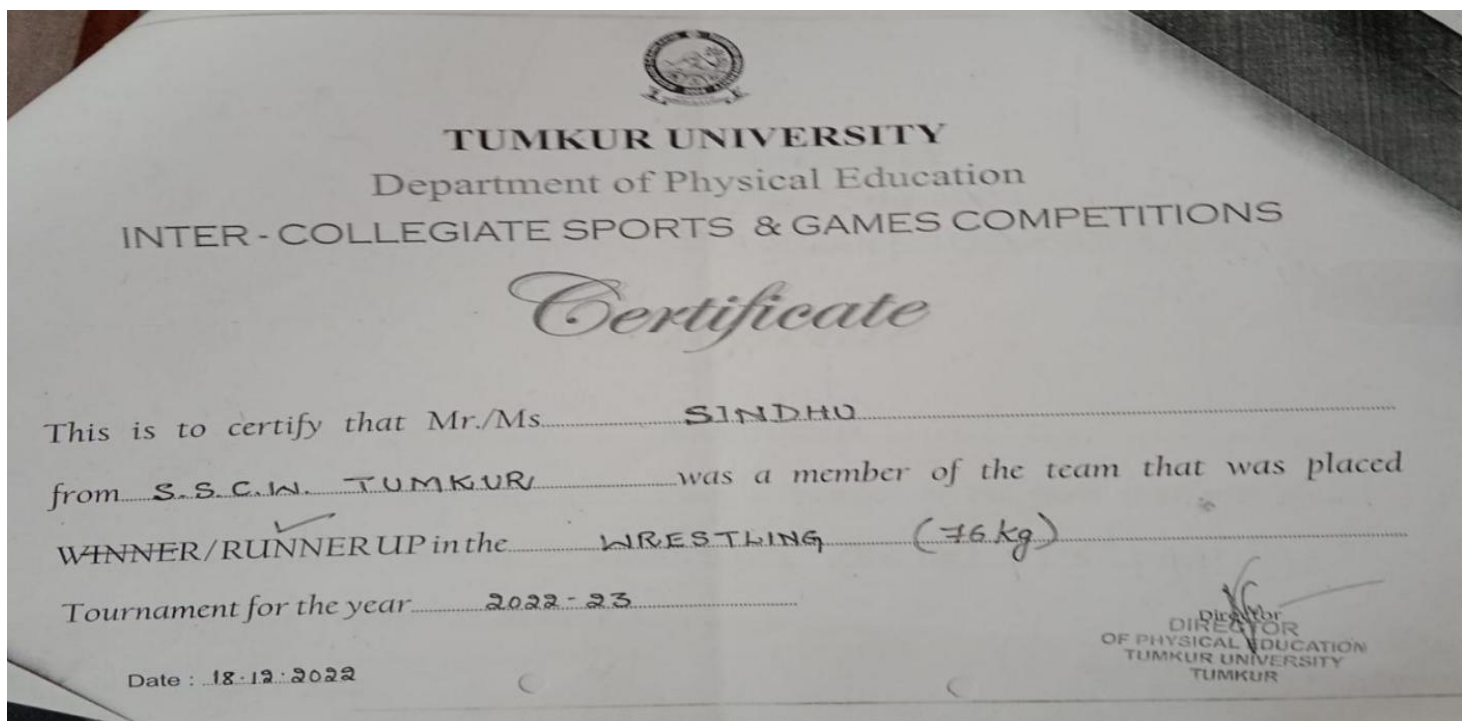 TUMKUR UNIVERSITY
Department of Physical Education
INTER - COLLEGIATE SPORTS & GAMES COMPETITIONS
Certificate
This is to certify that Mr./Ms. SINDHU
from S.S.C.W. TUMKUR was a member of the team that was placed
WINNER/RUNNER UP in the WRESTLING (76 kg)
Tournament for the year 2022-23
Director
DIRECTOR
OF PHYSICAL EDUCATION
TUMKUR UNIVERSITY
TUMKUR
Date : 18.12.2022